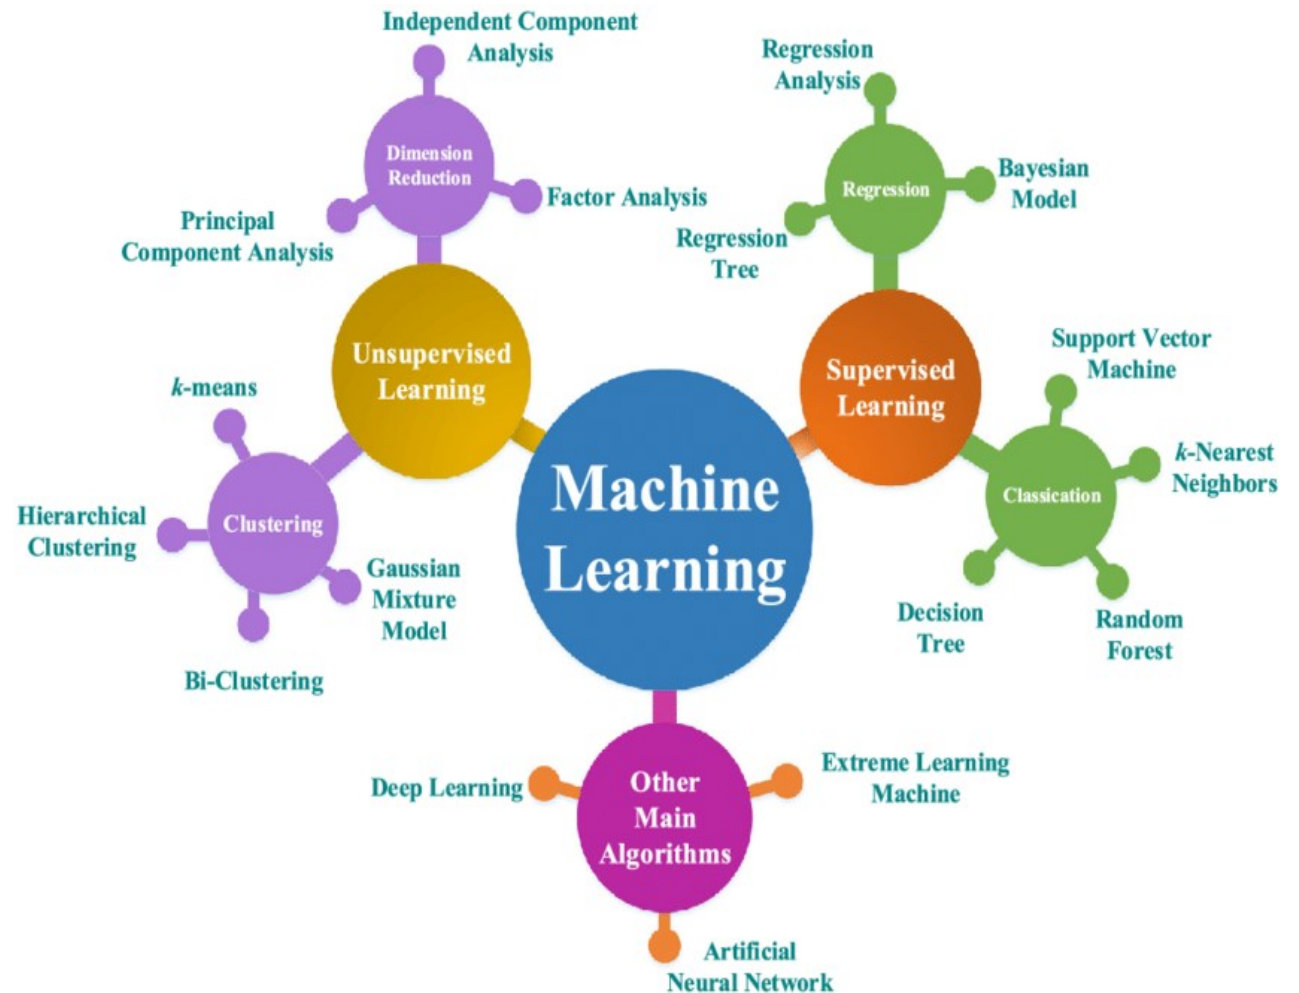 Independent Component
Analysis
Dimension
Reduction
Factor Analysis
Principal
Component Analysis
Unsupervised
Learning
k-means
Clustering
Hierarchical
Clustering
Gaussian
Mixture
Model
Bi-Clustering
Machine
Learning
Regression
Analysis
Regression
Bayesian
Model
Regression
Tree
Supervised
Learning
Support Vector
Machine
k-Nearest
Neighbors
Classication
Decision
Tree
Random
Forest
Other
Main
Algorithms
Deep Learning
Extreme Learning
Machine
Artificial
Neural Network